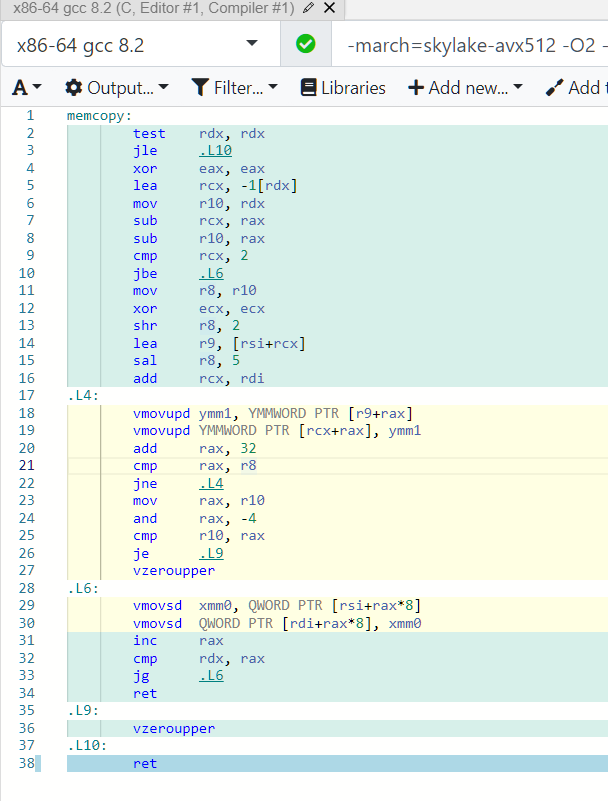 x86-64 gcc 8.2 (C, Editor #1, Compiler #1)
x86-64 gcc 8.2 -march=skylake-avx512 -O2 -
A Output... Filter... Libraries Add new... Add
1 memcopy:
2 test rdx, rdx
3 jle .L10
4 xor eax, eax
5 lea rcx, -1[rdx]
6 mov r10, rdx
7 sub rcx, rax
8 sub r10, rax
9 cmp rcx, 2
10 jbe .L6
11 mov r8, r10
12 xor ecx, ecx
13 shr r8, 2
14 lea r9, [rsi+rcx]
15 sal r8, 5
16 add rcx, rdi
17 .L4:
18 vmovupd ymm1, YMMWORD PTR [r9+rax]
19 vmovupd YMMWORD PTR [rcx+rax], ymm1
20 add rax, 32
21 cmp rax, r8
22 jne .L4
23 mov rax, r10
24 and rax, -4
25 cmp r10, rax
26 je .L9
27 vzeroupper
28 .L6:
29 vmovsd xmm0, QWORD PTR [rsi+rax*8]
30 vmovsd QWORD PTR [rdi+rax*8], xmm0
31 inc rax
32 cmp rdx, rax
33 jg .L6
34 ret
35 .L9:
36 vzeroupper
37 .L10:
38 ret